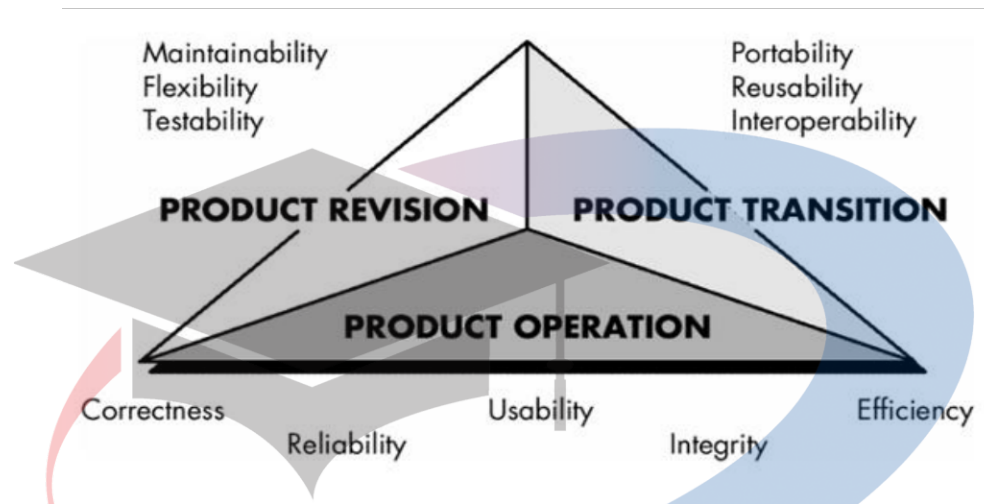 Maintainability
Flexibility
Testability
Portability
Reusability
Interoperability
PRODUCT REVISION
PRODUCT TRANSITION
PRODUCT OPERATION
Correctness
Usability
Efficiency
Reliability
Integrity